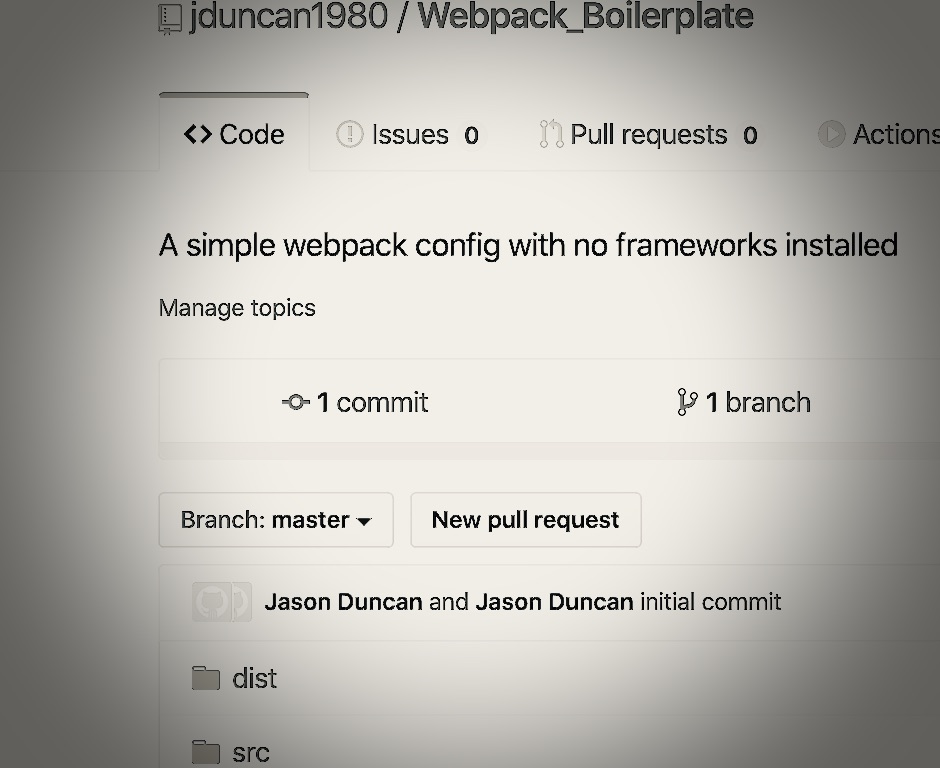 jduncan1980 / Webpack_Boilerplate
Code Issues 0 Pull requests 0 Actions
A simple webpack config with no frameworks installed
Manage topics
1 commit 1 branch
Branch: master New pull request
Jason Duncan and Jason Duncan initial commit
dist
src